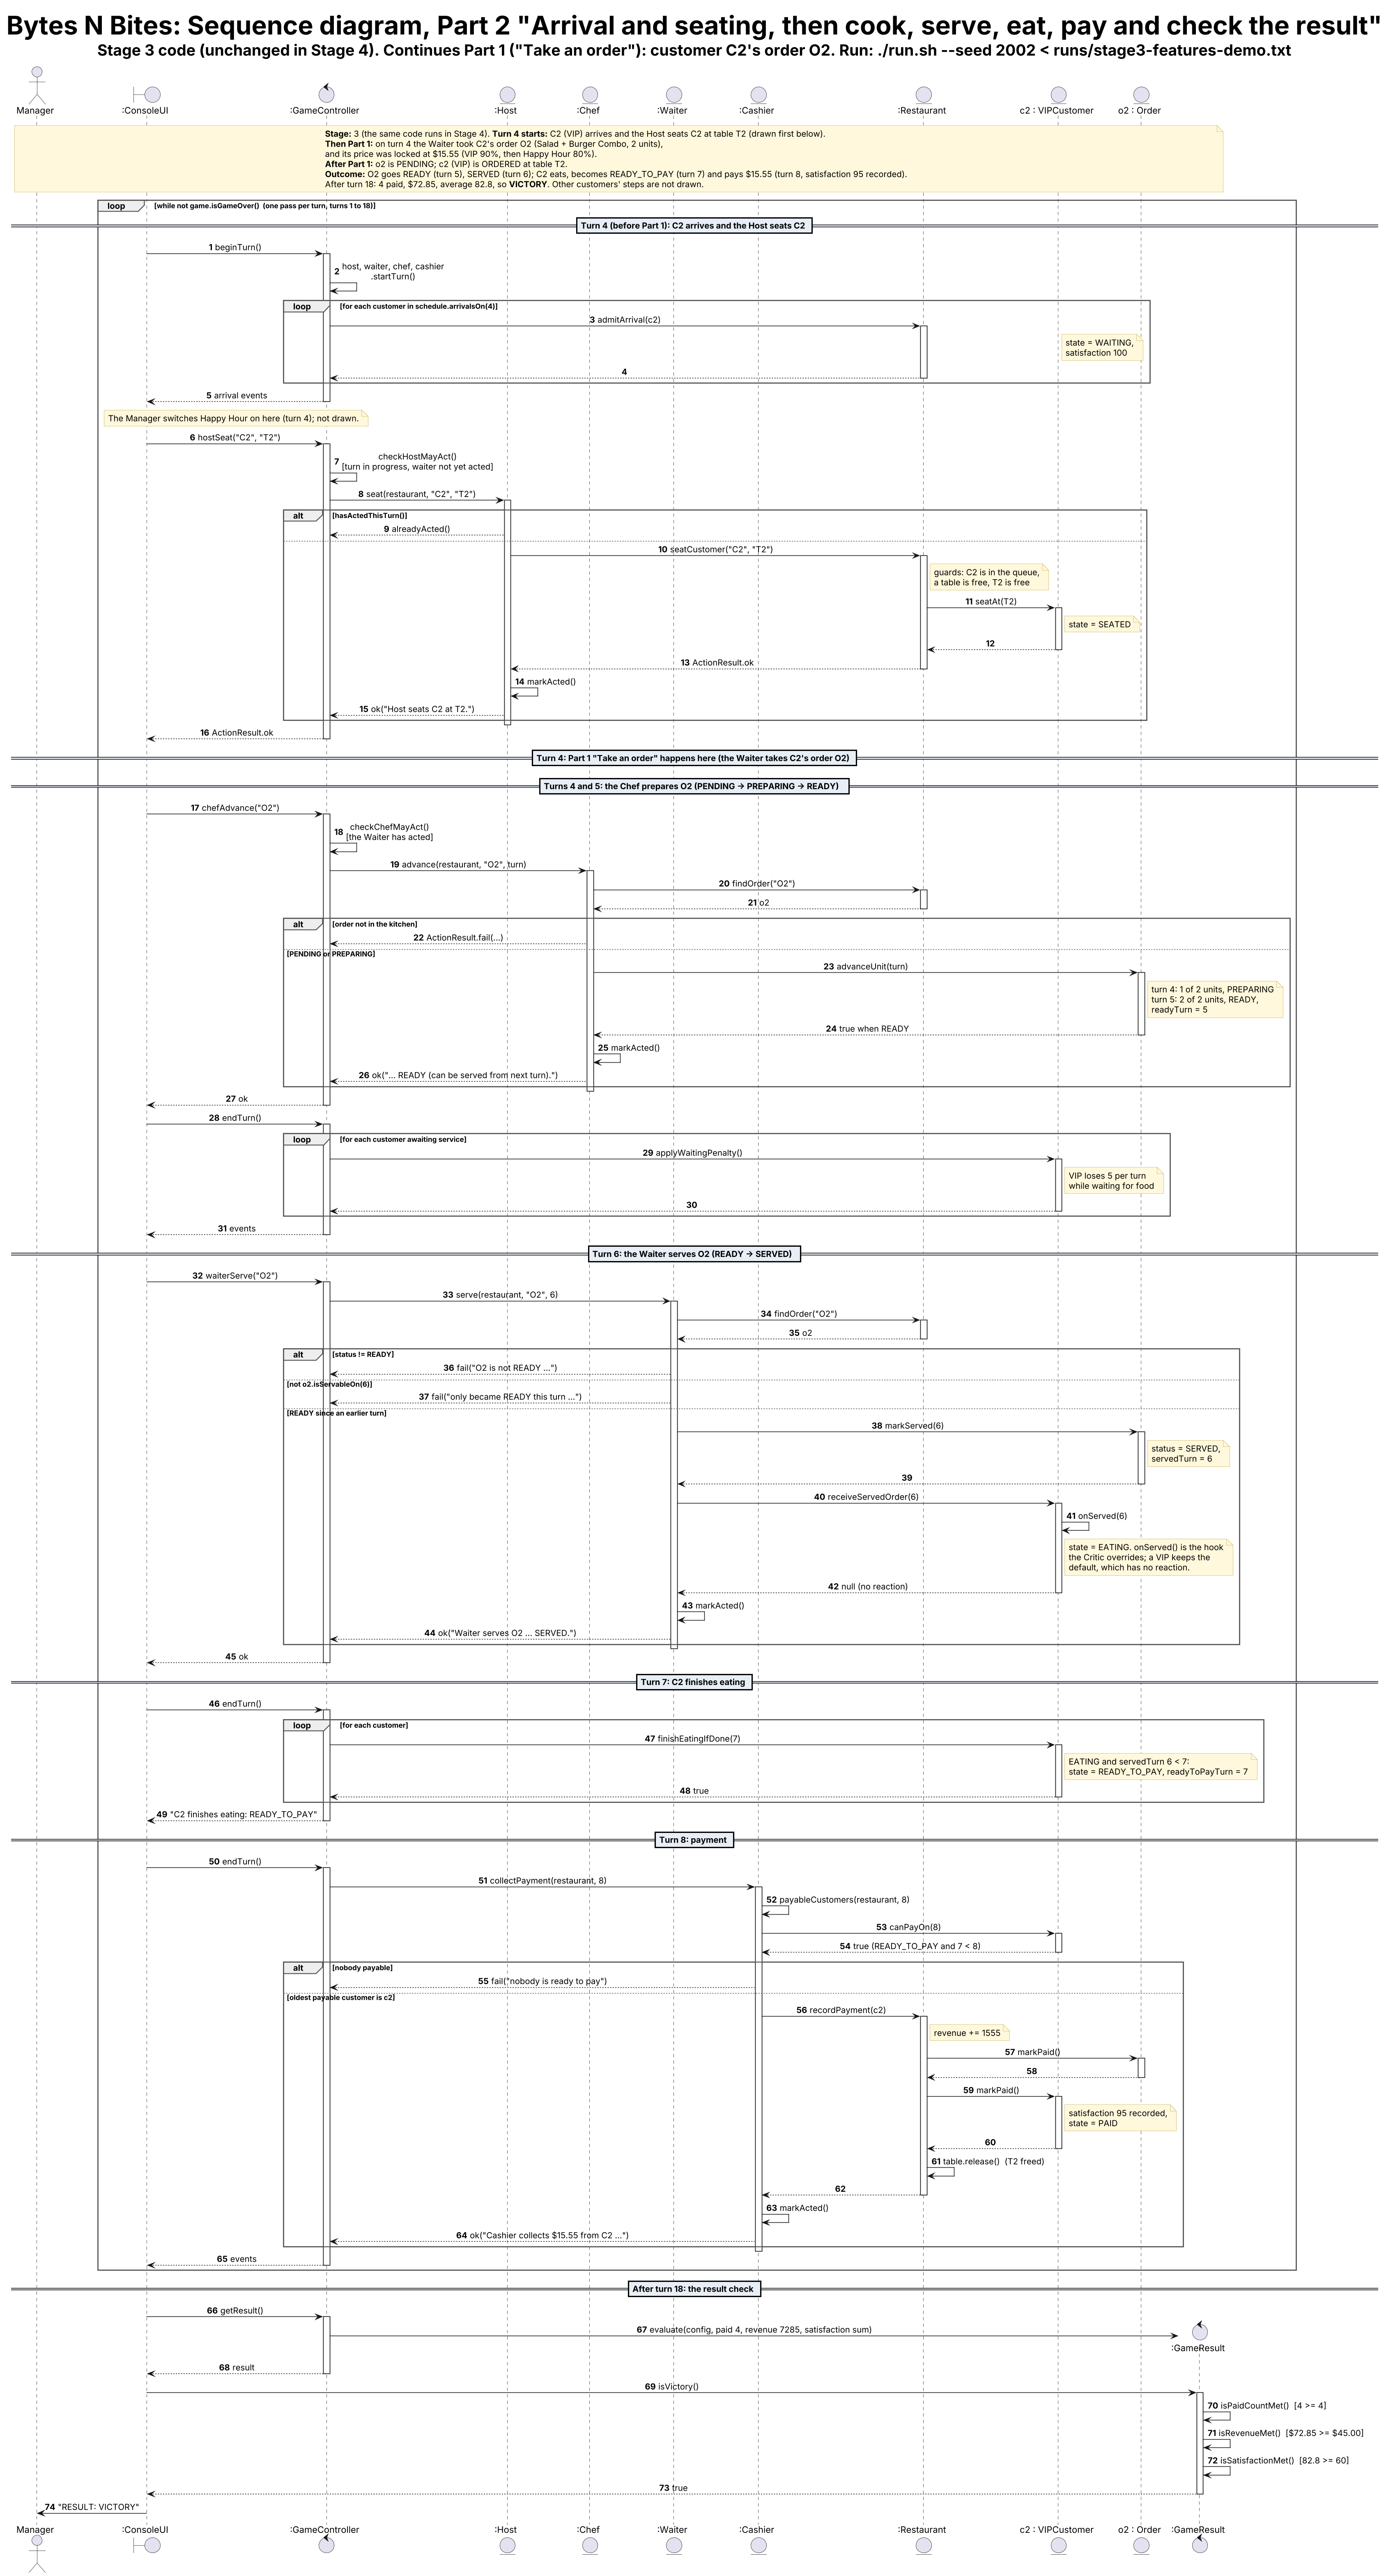 Bytes N Bites: Sequence diagram, Part 2 "Arrival and seating, then cook, serve, eat, pay and check the result"
Stage 3 code (unchanged in Stage 4). Continues Part 1 ("Take an order"): customer C2's order O2. Run: ./run.sh --seed 2002 < runs/stage3-features-demo.txt
Manager
:ConsoleUI
:GameController
:Host
:Chef
:Waiter
:Cashier
:Restaurant
c2 : VIPCustomer
o2 : Order
Stage: 3 (the same code runs in Stage 4). Turn 4 starts: C2 (VIP) arrives and the Host seats C2 at table T2 (drawn first below).
Then Part 1: on turn 4 the Waiter took C2's order O2 (Salad + Burger Combo, 2 units),
and its price was locked at $15.55 (VIP 90%, then Happy Hour 80%).
After Part 1: o2 is PENDING; c2 (VIP) is ORDERED at table T2.
Outcome: O2 goes READY (turn 5), SERVED (turn 6); C2 eats, becomes READY_TO_PAY (turn 7) and pays $15.55 (turn 8, satisfaction 95 recorded).
After turn 18: 4 paid, $72.85, average 82.8, so VICTORY. Other customers' steps are not drawn.
loop [while not game.isGameOver() (one pass per turn, turns 1 to 18)]
Turn 4 (before Part 1): C2 arrives and the Host seats C2
1 beginTurn()
2 host, waiter, chef, cashier
.startTurn()
loop [for each customer in schedule.arrivalsOn(4)]
3 admitArrival(c2)
state = WAITING,
satisfaction 100
4
5 arrival events
The Manager switches Happy Hour on here (turn 4); not drawn.
6 hostSeat("C2", "T2")
7 checkHostMayAct()
[turn in progress, waiter not yet acted]
8 seat(restaurant, "C2", "T2")
alt [hasActedThisTurn()]
9 alreadyActed()
10 seatCustomer("C2", "T2")
guards: C2 is in the queue,
a table is free, T2 is free
11 seatAt(T2)
state = SEATED
12
13 ActionResult.ok
14 markActed()
15 ok("Host seats C2 at T2.")
16 ActionResult.ok
Turn 4: Part 1 "Take an order" happens here (the Waiter takes C2's order O2)
Turns 4 and 5: the Chef prepares O2 (PENDING → PREPARING → READY)
17 chefAdvance("O2")
18 checkChefMayAct()
[the Waiter has acted]
19 advance(restaurant, "O2", turn)
20 findOrder("O2")
21 o2
alt [order not in the kitchen]
22 ActionResult.fail(...)
[PENDING or PREPARING]
23 advanceUnit(turn)
turn 4: 1 of 2 units, PREPARING
turn 5: 2 of 2 units, READY,
readyTurn = 5
24 true when READY
25 markActed()
26 ok("... READY (can be served from next turn).")
27 ok
28 endTurn()
loop [for each customer awaiting service]
29 applyWaitingPenalty()
VIP loses 5 per turn
while waiting for food
30
31 events
Turn 6: the Waiter serves O2 (READY → SERVED)
32 waiterServe("O2")
33 serve(restaurant, "O2", 6)
34 findOrder("O2")
35 o2
alt [status != READY]
36 fail("O2 is not READY ...")
[not o2.isServableOn(6)]
37 fail("only became READY this turn ...")
[READY since an earlier turn]
38 markServed(6)
status = SERVED,
servedTurn = 6
39
40 receiveServedOrder(6)
41 onServed(6)
state = EATING. onServed() is the hook
the Critic overrides; a VIP keeps the
default, which has no reaction.
42 null (no reaction)
43 markActed()
44 ok("Waiter serves O2 ... SERVED.")
45 ok
Turn 7: C2 finishes eating
46 endTurn()
loop [for each customer]
47 finishEatingIfDone(7)
EATING and servedTurn 6 < 7:
state = READY_TO_PAY, readyToPayTurn = 7
48 true
49 "C2 finishes eating: READY_TO_PAY"
Turn 8: payment
50 endTurn()
51 collectPayment(restaurant, 8)
52 payableCustomers(restaurant, 8)
53 canPayOn(8)
54 true (READY_TO_PAY and 7 < 8)
alt [nobody payable]
55 fail("nobody is ready to pay")
[oldest payable customer is c2]
56 recordPayment(c2)
revenue += 1555
57 markPaid()
58
59 markPaid()
satisfaction 95 recorded,
state = PAID
60
61 table.release() (T2 freed)
62
63 markActed()
64 ok("Cashier collects $15.55 from C2 ...")
65 events
After turn 18: the result check
66 getResult()
67 evaluate(config, paid 4, revenue 7285, satisfaction sum)
:GameResult
68 result
69 isVictory()
70 isPaidCountMet() [4 >= 4]
71 isRevenueMet() [$72.85 >= $45.00]
72 isSatisfactionMet() [82.8 >= 60]
73 true
74 "RESULT: VICTORY"
Manager
:ConsoleUI
:GameController
:Host
:Chef
:Waiter
:Cashier
:Restaurant
c2 : VIPCustomer
o2 : Order
:GameResult